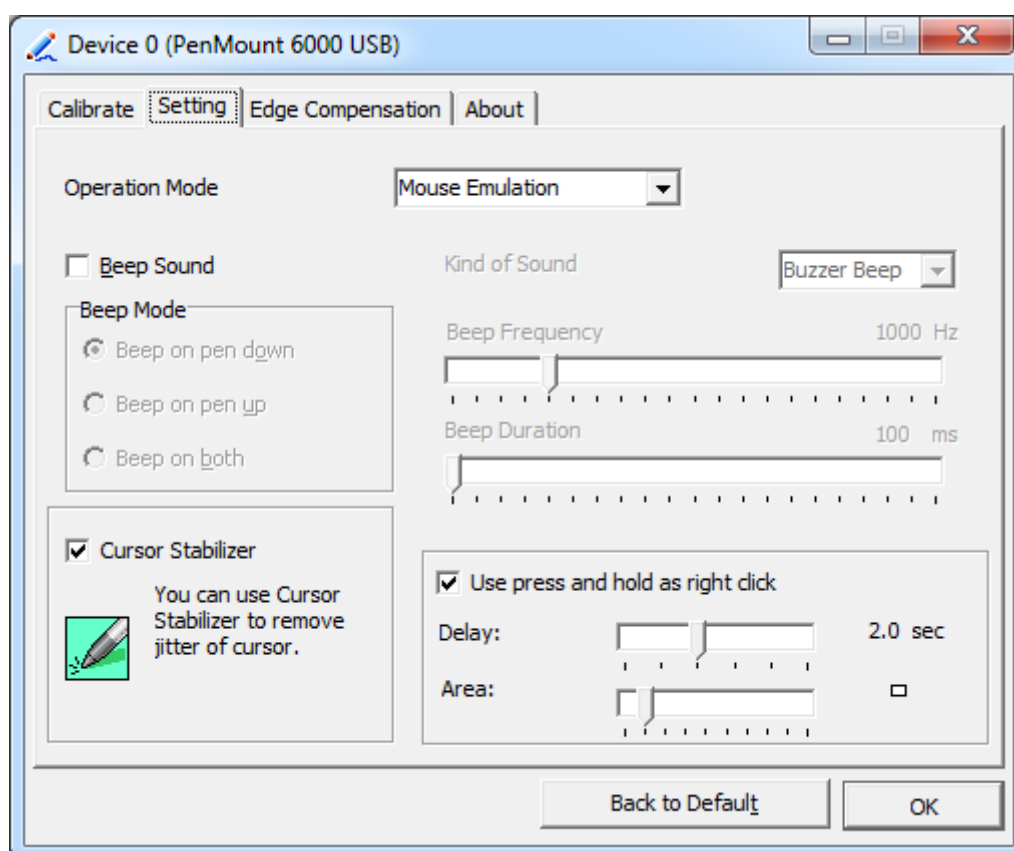 Device 0 (PenMount 6000 USB)
Calibrate Setting Edge Compensation About
Operation Mode Mouse Emulation
Beep Sound Kind of Sound Buzzer Beep
Beep Mode
Beep on pen down
Beep on pen up
Beep on both
Beep Frequency 1000 Hz
Beep Duration 100 ms
Cursor Stabilizer
You can use Cursor
Stabilizer to remove
jitter of cursor.
Use press and hold as right click
Delay: 2.0 sec
Area:
Back to Default OK